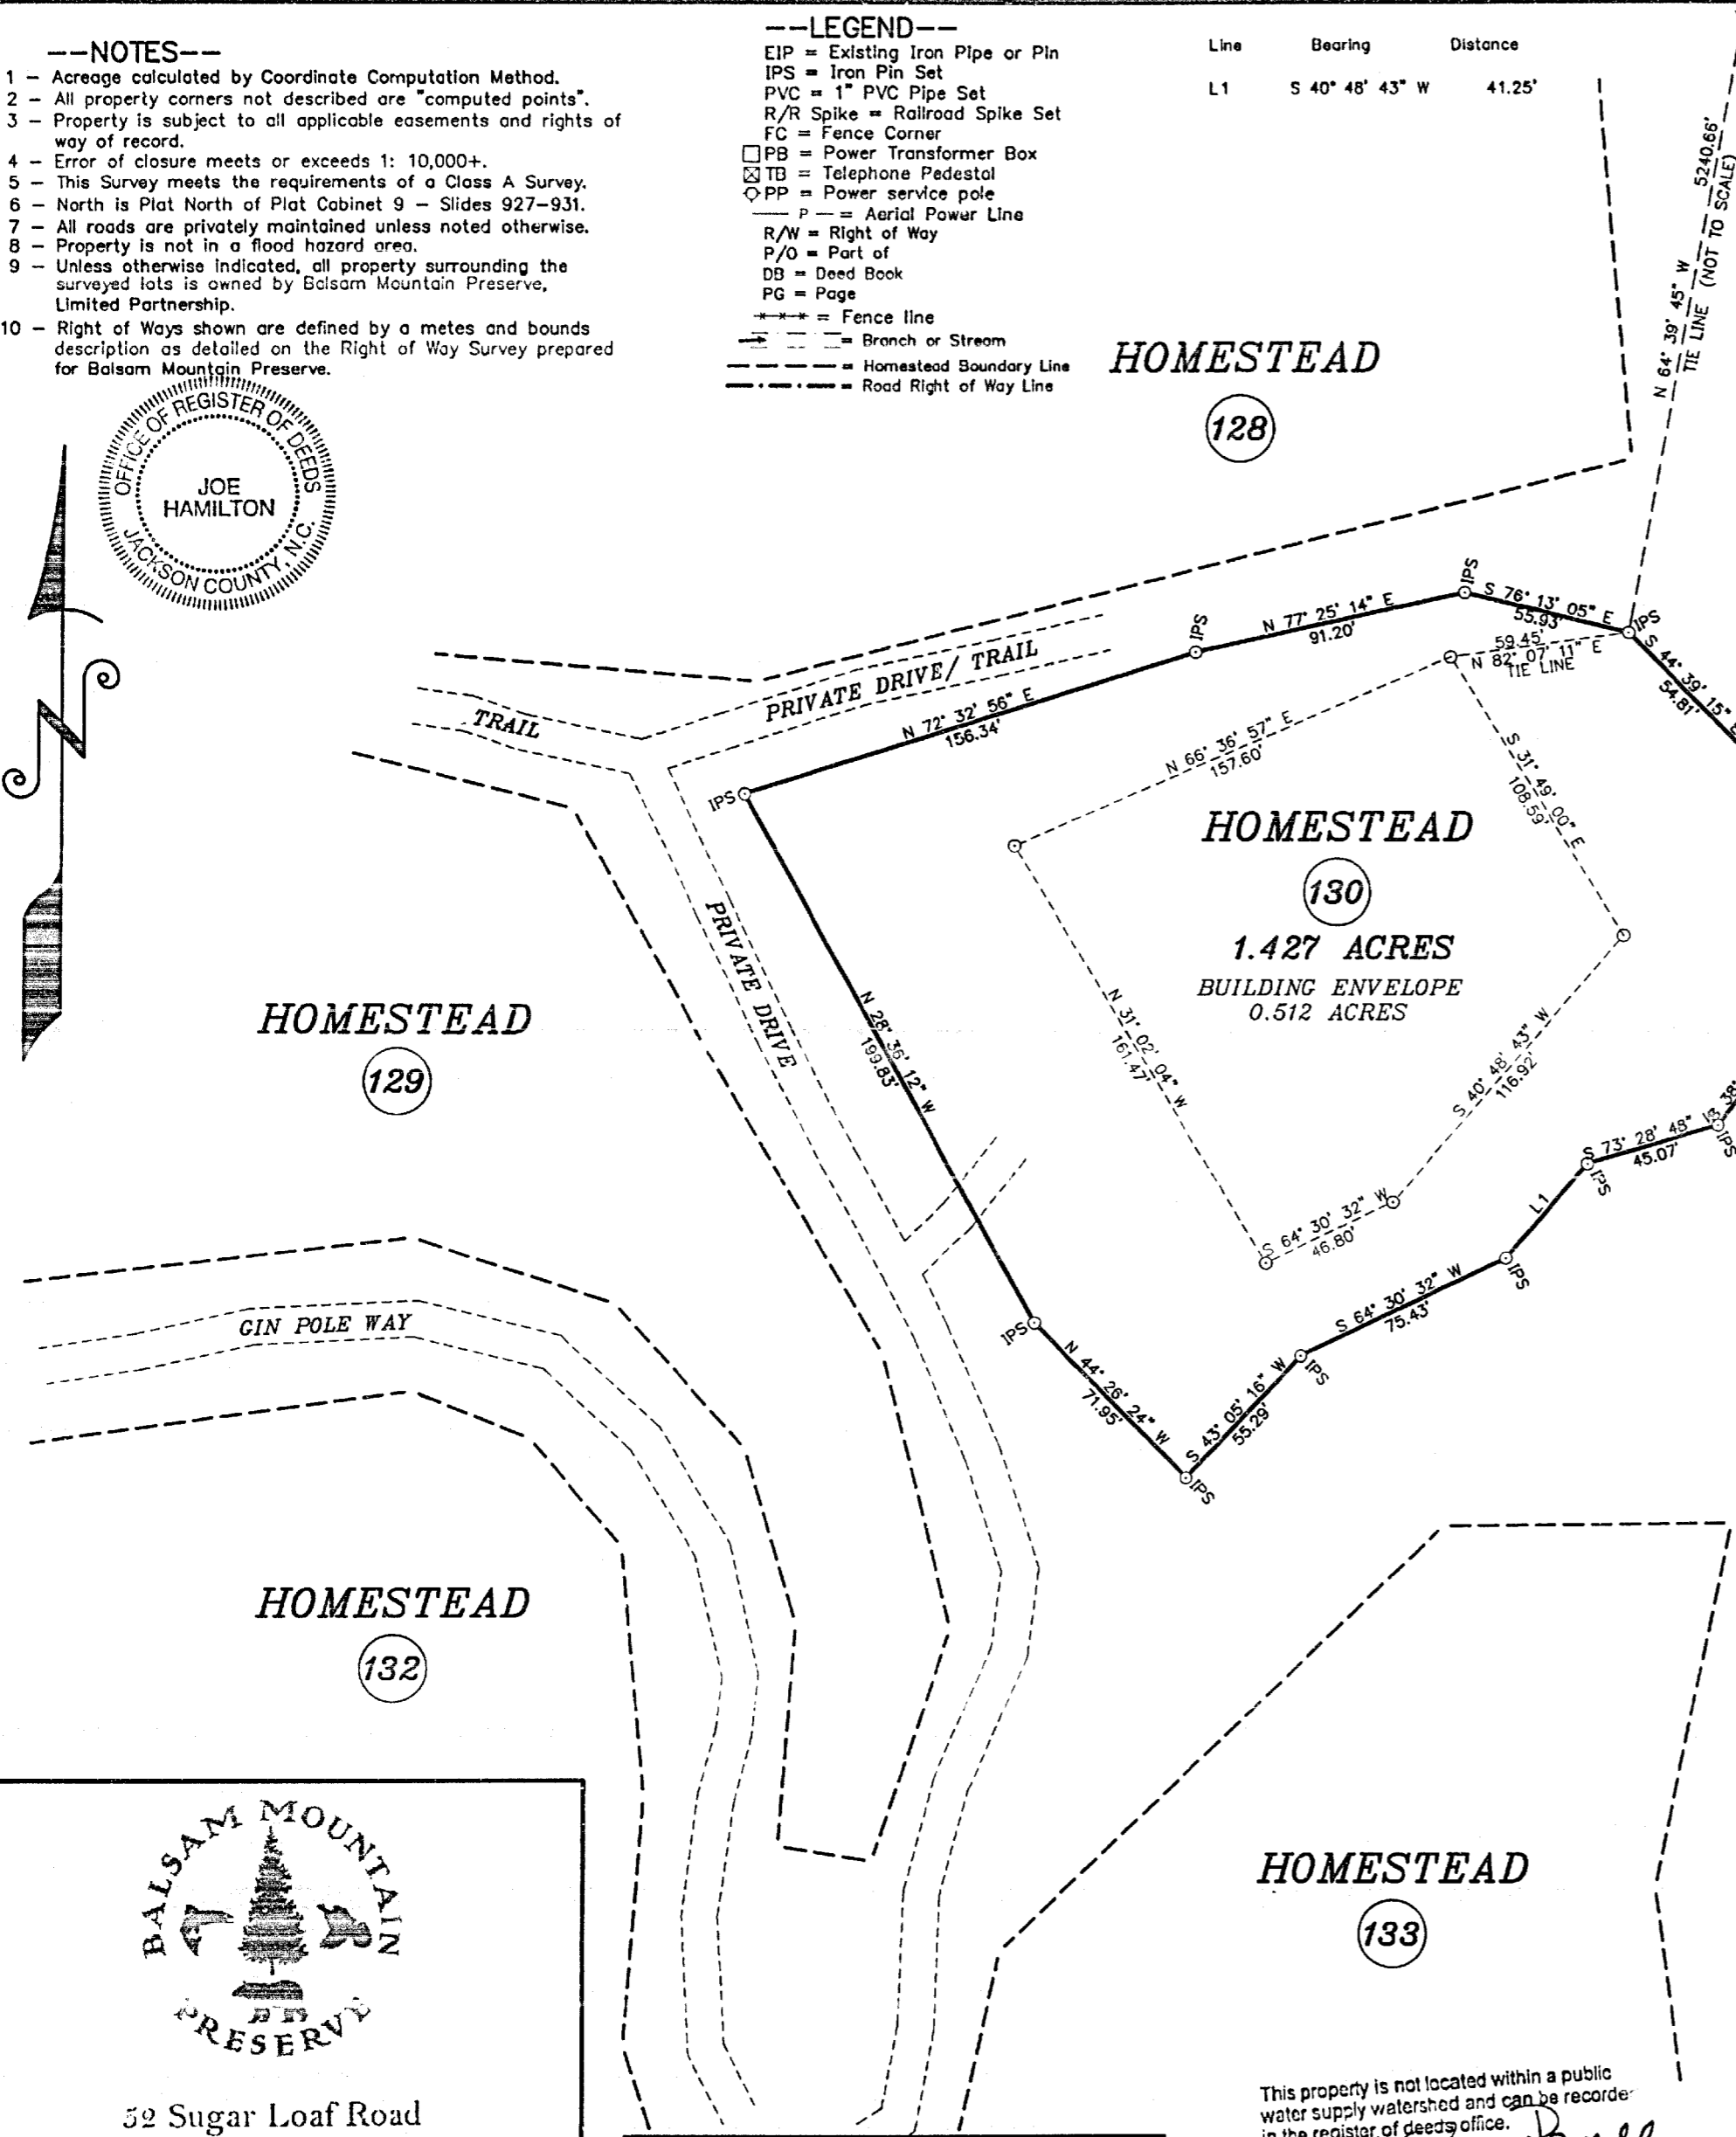 --NOTES--
1 - Acreage calculated by Coordinate Computation Method.
2 - All property corners not described are "computed points".
3 - Property is subject to all applicable easements and rights of
way of record.
4 - Error of closure meets or exceeds 1: 10,000+.
5 - This Survey meets the requirements of a Class A Survey.
6 - North is Plat North of Plat Cabinet 9 - Slides 927-931.
7 - All roads are privately maintained unless noted otherwise.
8 - Property is not in a flood hazard area.
9 - Unless otherwise indicated, all property surrounding the
surveyed lots is owned by Balsam Mountain Preserve,
Limited Partnership.
10 - Right of Ways shown are defined by a metes and bounds
description as detailed on the Right of Way Survey prepared
for Balsam Mountain Preserve.
--LEGEND--
EIP = Existing Iron Pipe or Pin
IPS = Iron Pin Set
PVC = 1" PVC Pipe Set
R/R Spike = Railroad Spike Set
FC = Fence Corner
PB = Power Transformer Box
TB = Telephone Pedestal
PP = Power service pole
P = Aerial Power Line
R/W = Right of Way
P/O = Part of
DB = Deed Book
PG = Page
= Fence line
= Branch or Stream
= Homestead Boundary Line
= Road Right of Way Line
Line Bearing Distance
L1 S 40° 48' 43" W 41.25'
N 64° 39' 45" W 5240.66'
TIE LINE (NOT TO SCALE)
OFFICE OF REGISTER OF DEEDS
JOE
HAMILTON
JACKSON COUNTY, N.C.
HOMESTEAD
128
IPS
S 76° 13' 05" E
55.93'
IPS
N 77° 25' 14" E
91.20'
IPS
59.45'
N 82° 07' 11" E
TIE LINE
S 44° 39' 15"
54.81'
PRIVATE DRIVE/ TRAIL
TRAIL
N 72° 32' 56" E
156.34'
IPS
N 66° 36' 57" E
157.60'
S 31° 49' 00" E
108.59'
HOMESTEAD
130
1.427 ACRES
BUILDING ENVELOPE
0.512 ACRES
PRIVATE DRIVE
N 28° 36' 12" W
199.83'
N 31° 02' 04" W
161.47'
S 40° 48' 43" W
116.92'
HOMESTEAD
129
S 73° 28' 48"
45.07'
IPS
IPS
L1
S 64° 30' 32" W
46.80'
IPS
S 64° 30' 32" W
75.43'
IPS
IPS
N 44° 26' 24" W
71.95'
S 43° 05' 16" W
55.29'
IPS
GIN POLE WAY
HOMESTEAD
132
HOMESTEAD
133
BALSAM MOUNTAIN
PRESERVE
52 Sugar Loaf Road
This property is not located within a public
water supply watershed and can be recorde
in the register of deeds office.